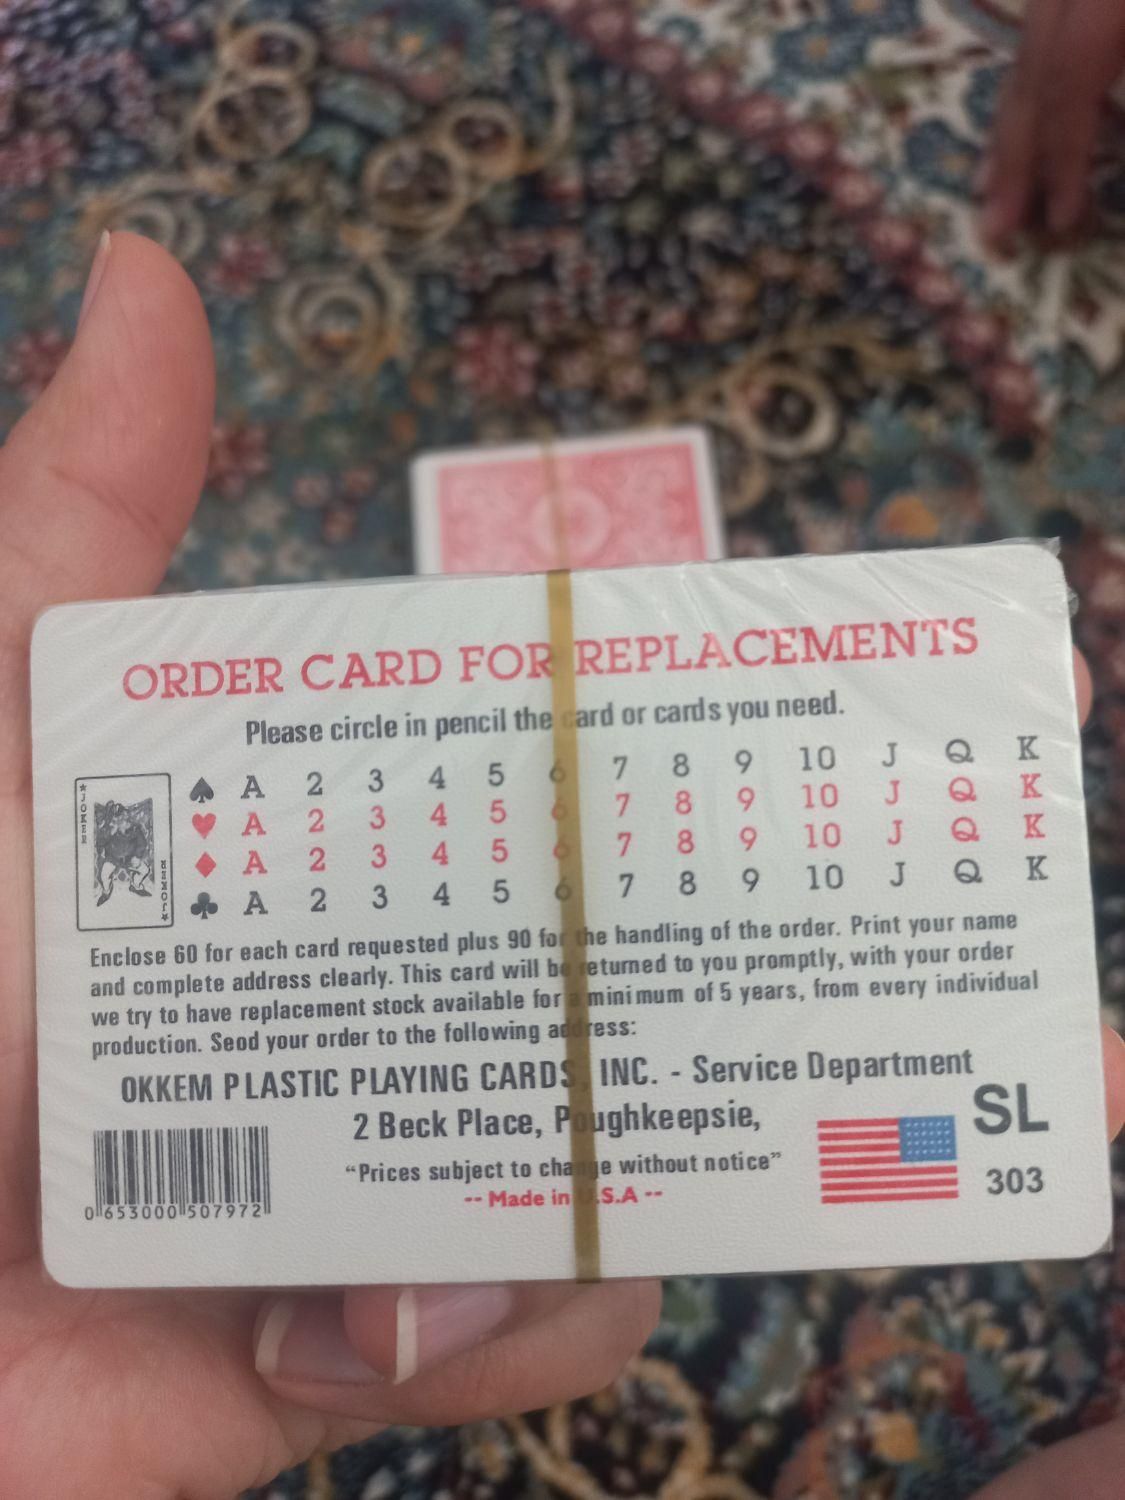 ORDER CARD FOR REPLACEMENTS
Please circle in pencil the card or cards you need.
JOKER
JOKER
♠ A 2 3 4 5 6 7 8 9 10 J Q K
♥ A 2 3 4 5 6 7 8 9 10 J Q K
♦ A 2 3 4 5 6 7 8 9 10 J Q K
♣ A 2 3 4 5 6 7 8 9 10 J Q K
Enclose 60 for each card requested plus 90 for the handling of the order. Print your name
and complete address clearly. This card will be returned to you promptly, with your order
we try to have replacement stock available for a minimum of 5 years, from every individual
production. Seod your order to the following address:
OKKEM PLASTIC PLAYING CARDS, INC. - Service Department
2 Beck Place, Poughkeepsie,
"Prices subject to change without notice"
-- Made in U.S.A --
SL
303
0 653000 507972